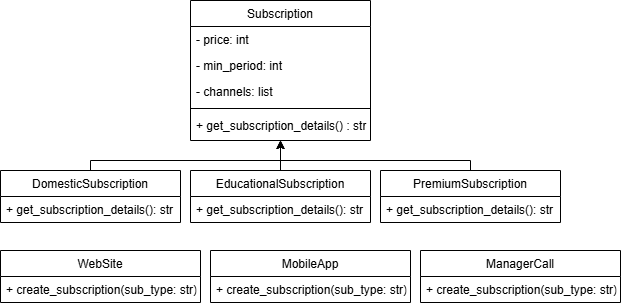 Subscription
- price: int
- min_period: int
- channels: list
+ get_subscription_details() : str
DomesticSubscription
+ get_subscription_details(): str
EducationalSubscription
+ get_subscription_details(): str
PremiumSubscription
+ get_subscription_details(): str
WebSite
+ create_subscription(sub_type: str)
MobileApp
+ create_subscription(sub_type: str)
ManagerCall
+ create_subscription(sub_type: str)